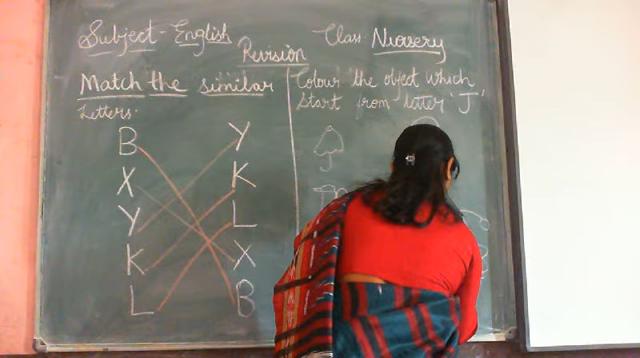 Subject - English
Class Nursery
Revision
Match the similar
Letters.
B Y
X K
Y L
K X
L B
Colour the object which
Start from letter 'J'